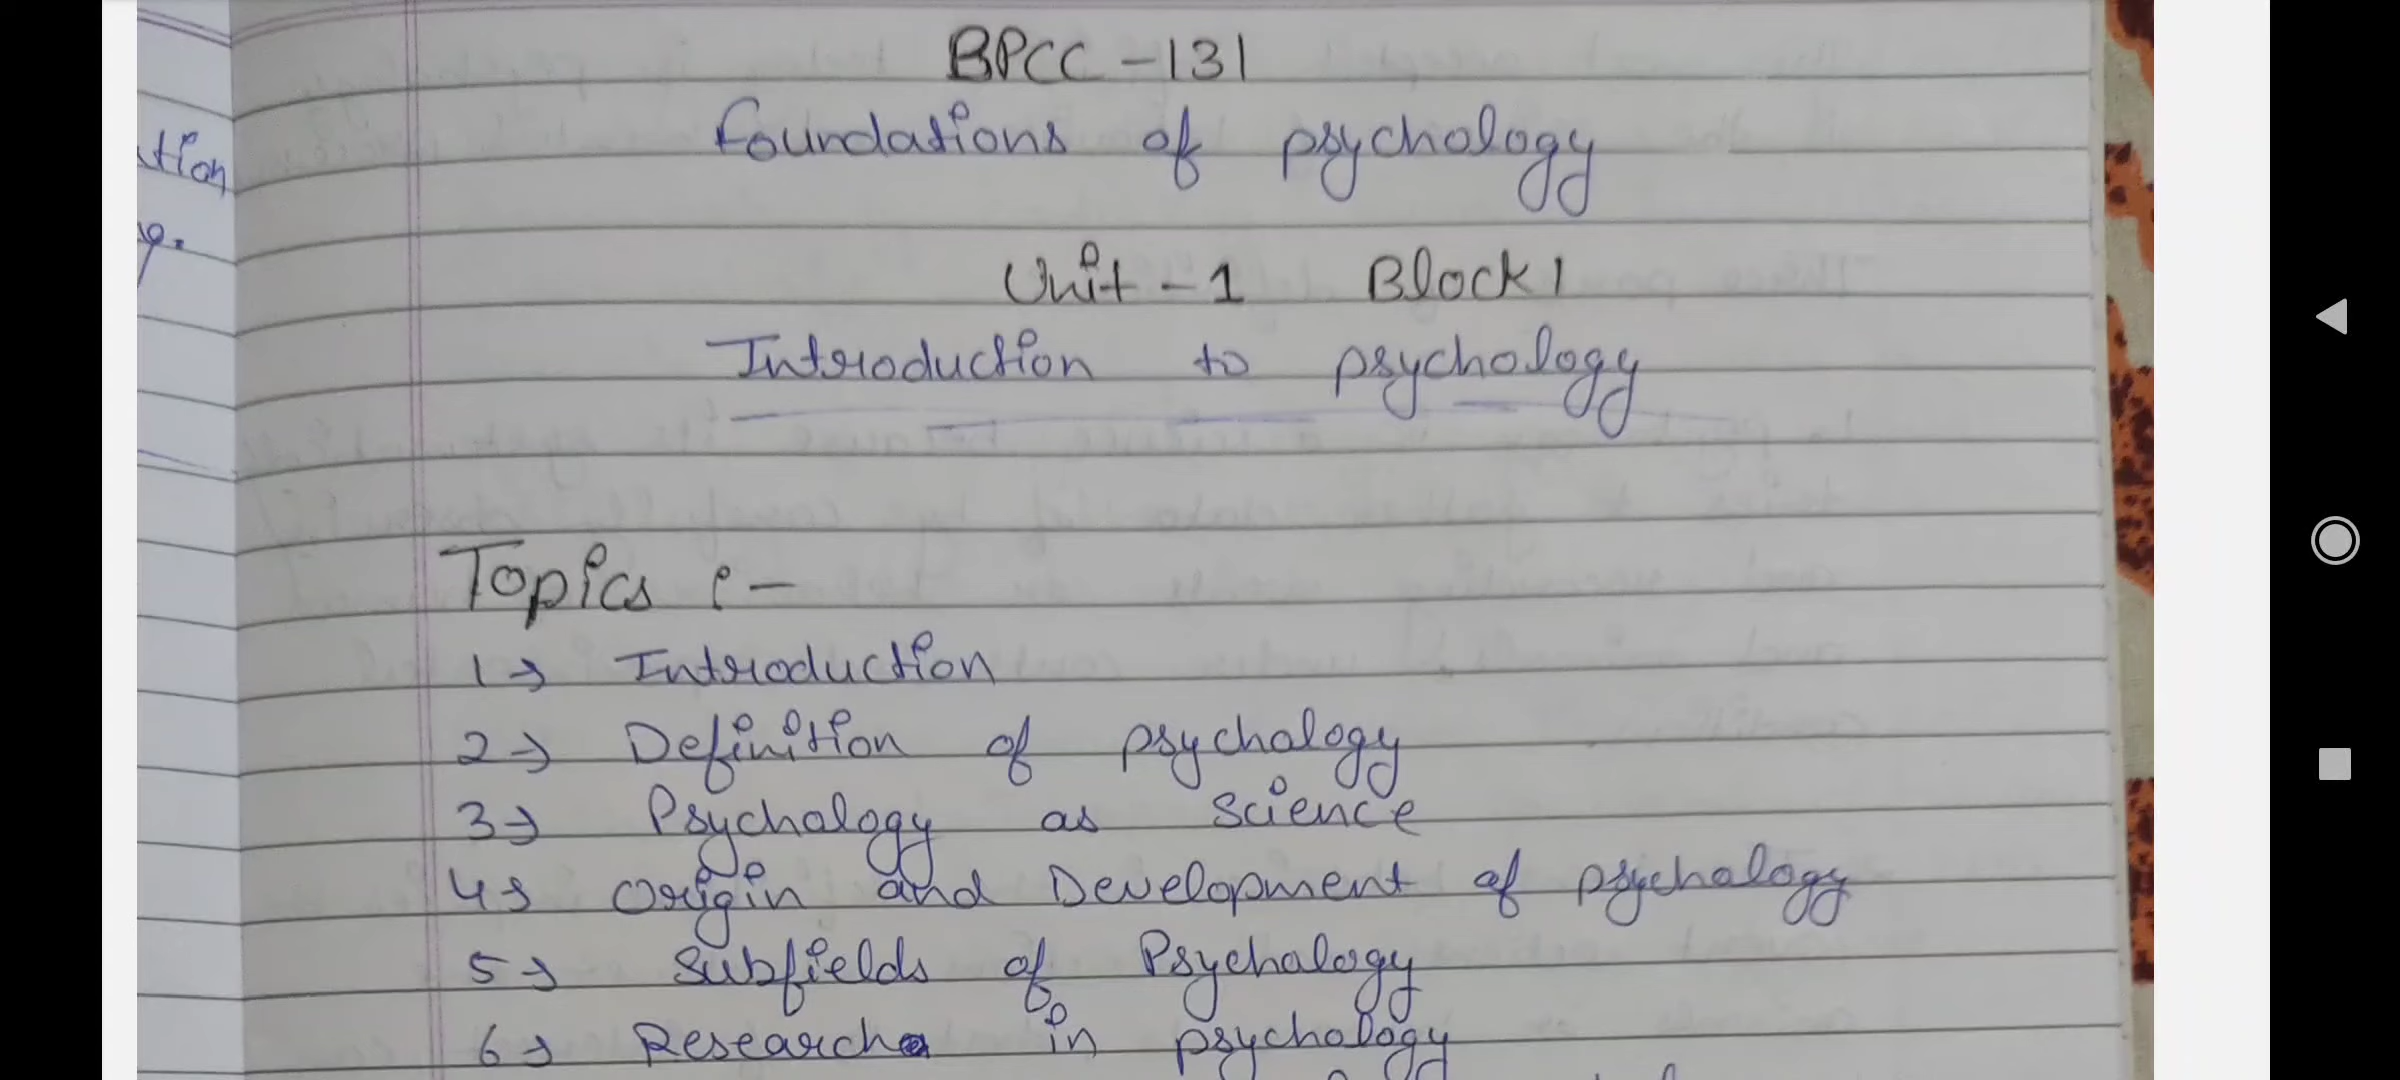 BPCC - 131
Foundations of psychology
Unit - 1 Block 1
Introduction to psychology
tion
Topics :-
1→ Introduction
2→ Definition of psychology
3→ Psychology as science
4→ Origin and Development of psychology
5→ Subfields of Psychology
6→ Research in psychology